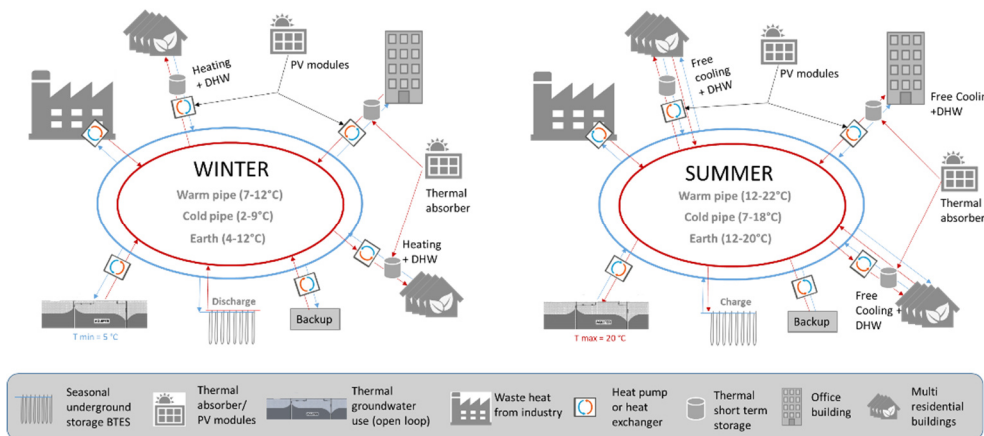 PV modules
Heating
+ DHW
WINTER
Warm pipe (7-12°C)
Cold pipe (2-9°C)
Earth (4-12°C)
Thermal
absorber
Heating
+ DHW
Discharge
Backup
T min = 5 °C
PV modules
Free
cooling
+ DHW
Free Coolin
+DHW
SUMMER
Warm pipe (12-22°C)
Cold pipe (7-18°C)
Earth (12-20°C)
Thermal
absorber
Charge
Backup
Free
Cooling +
DHW
T max = 20 °C
Seasonal
underground
storage BTES
Thermal
absorber/
PV modules
Thermal
groundwater
use (open loop)
Waste heat
from industry
Heat pump
or heat
exchanger
Thermal
short term
storage
Office
building
Multi
residential
buildings